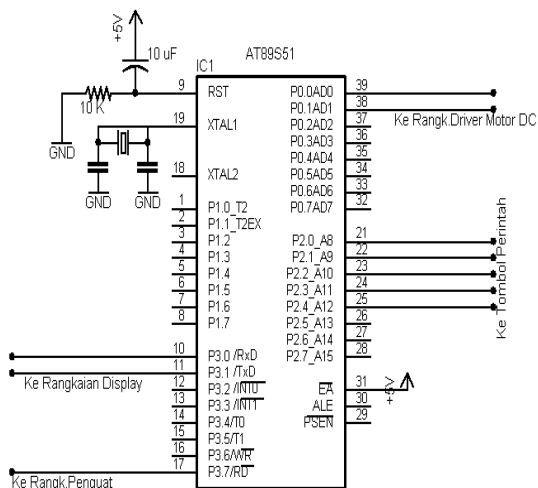 +5V
10 uF
AT89S51
IC1
10 K
GND
GND
GND
9 RST
19 XTAL1
18 XTAL2
1 P1.0_T2
2 P1.1_T2EX
3 P1.2
4 P1.3
5 P1.4
6 P1.5
7 P1.6
8 P1.7
10 P3.0/RxD
11 P3.1/TxD
12 P3.2/INT0
13 P3.3/INT1
14 P3.4/T0
15 P3.5/T1
16 P3.6/WR
17 P3.7/RD
P0.0AD0 39
P0.1AD1 38
P0.2AD2 37
P0.3AD3 36
P0.4AD4 35
P0.5AD5 34
P0.6AD6 33
P0.7AD7 32
P2.0_A8 21
P2.1_A9 22
P2.2_A10 23
P2.3_A11 24
P2.4_A12 25
P2.5_A13 26
P2.6_A14 27
P2.7_A15 28
EA 31
ALE 30
PSEN 29
+5V
Ke Rangk.Driver Motor DC
Ke Tombol Perintah
Ke Rangkaian Display
Ke Rangk.Penguat